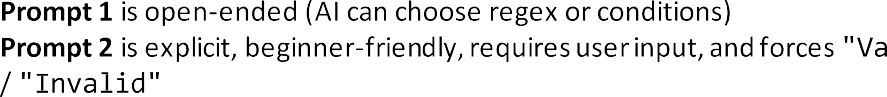 Prompt 1 is open-ended (AI can choose regex or conditions)
Prompt 2 is explicit, beginner-friendly, requires user input, and forces "Va
/ "Invalid"